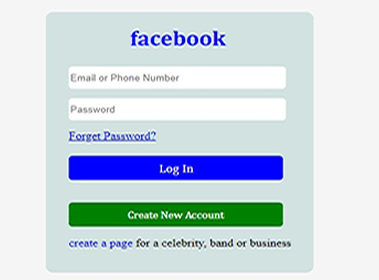 facebook
Email or Phone Number
Password
Forget Password?
Log In
Create New Account
create a page for a celebrity, band or business